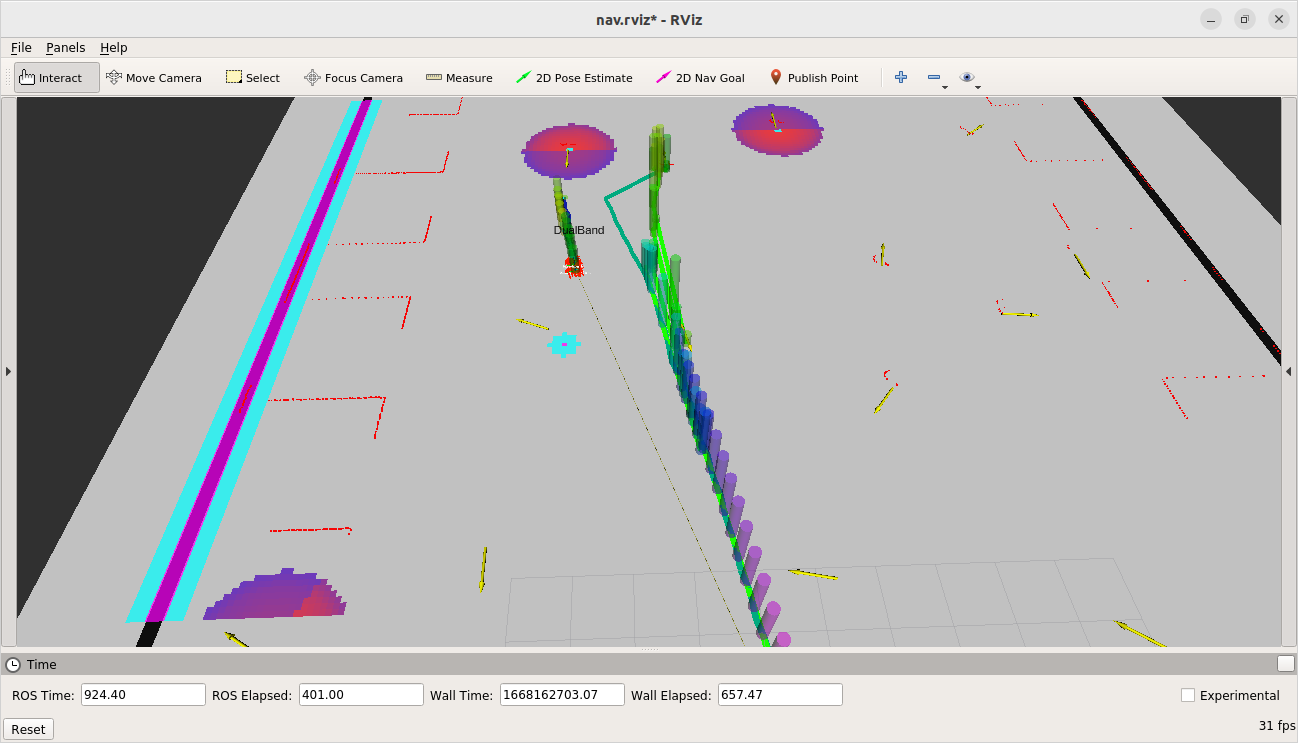 nav.rviz* - RViz
File Panels Help
Interact Move Camera Select Focus Camera Measure 2D Pose Estimate 2D Nav Goal Publish Point
DualBand
Time
ROS Time: 924.40 ROS Elapsed: 401.00 Wall Time: 1668162703.07 Wall Elapsed: 657.47 Experimental
Reset 31 fps